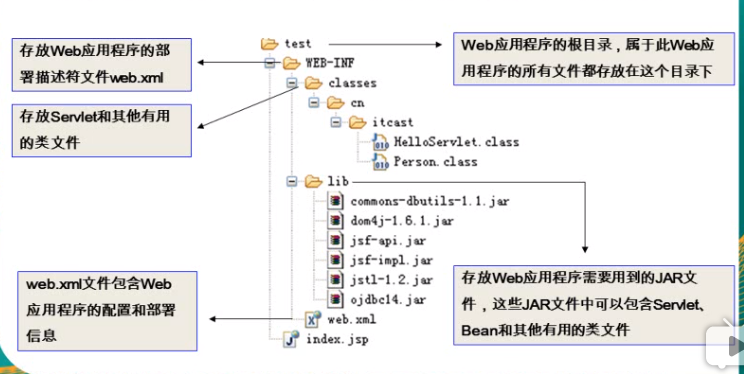 test
WEB-INF
classes
cn
itcast
HelloServlet.class
Person.class
lib
commons-dbutils-1.1.jar
dom4j-1.6.1.jar
jsf-api.jar
jsf-impl.jar
jstl-1.2.jar
ojdbc14.jar
web.xml
index.jsp
存放Web应用程序的部
署描述符文件web.xml
存放Servlet和其他有用
的类文件
web.xml文件包含Web
应用程序的配置和部署
信息
Web应用程序的根目录，属于此Web应
用程序的所有文件都存放在这个目录下
存放Web应用程序需要用到的JAR文
件，这些JAR文件中可以包含Servlet、
Bean和其他有用的类文件